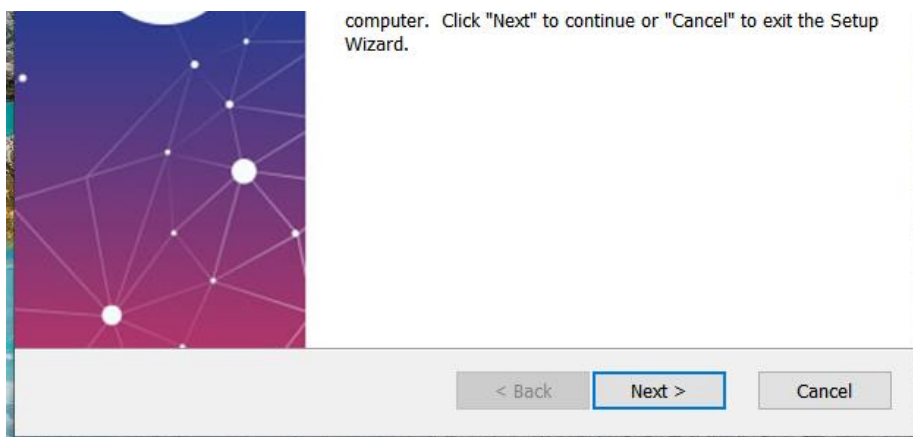 computer.  Click "Next" to continue or "Cancel" to exit the Setup
Wizard.
< Back
Next >
Cancel